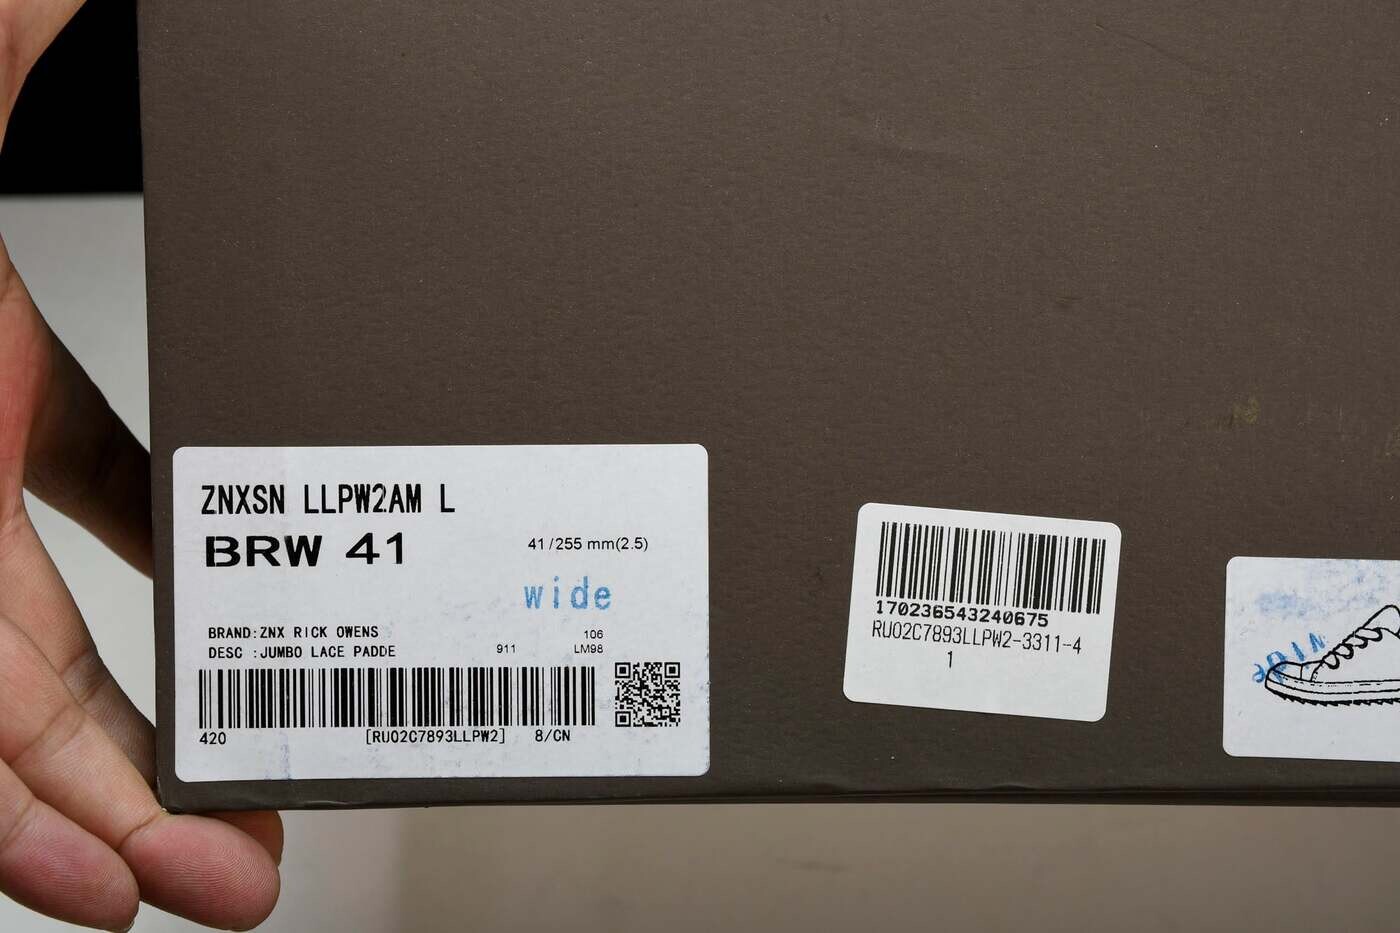 ZNXSN LLPW2AM L
BRW 41
41/255 mm(2.5)
wide
BRAND:ZNX RICK OWENS
106
DESC :JUMBO LACE PADDE
911
LM98
420
[RU02C7893LLPW2]
8/CN
170236543240675
RU02C7893LLPW2-3311-4
1